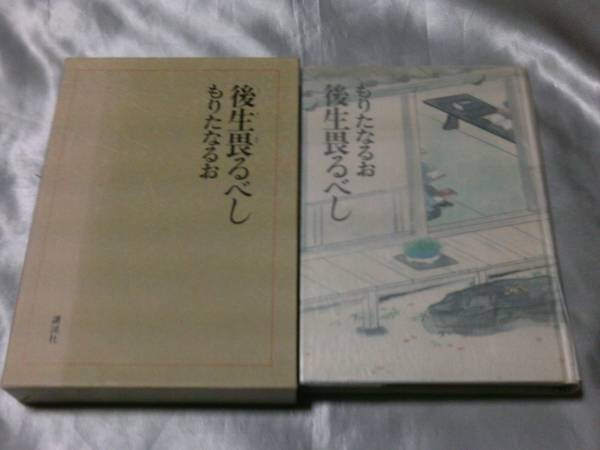 後生畏るべし
もりたなるお
講談社
もりたなるお
後生畏るべし